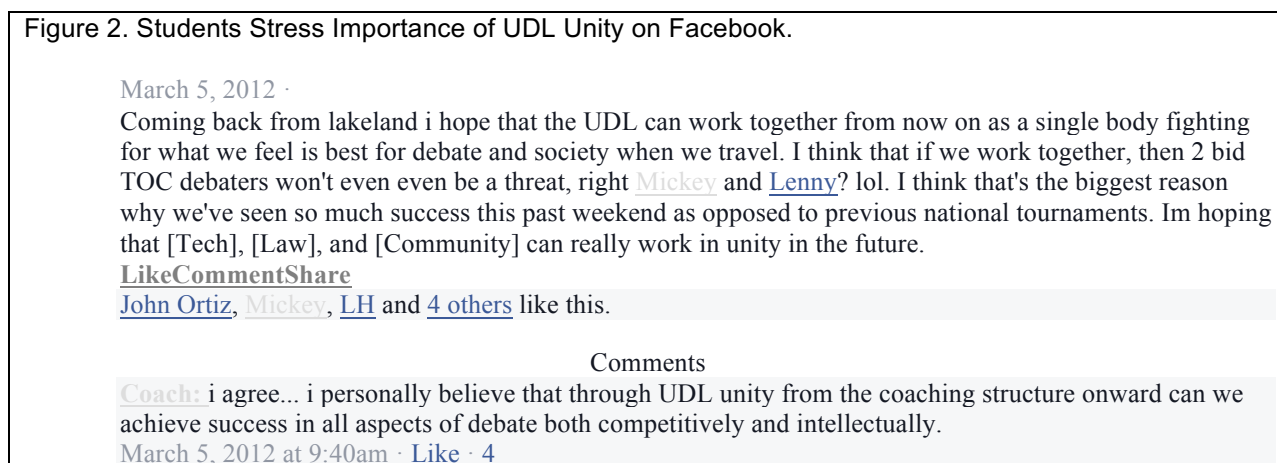 Figure 2. Students Stress Importance of UDL Unity on Facebook.
March 5, 2012 ·
Coming back from lakeland i hope that the UDL can work together from now on as a single body fighting
for what we feel is best for debate and society when we travel. I think that if we work together, then 2 bid
TOC debaters won't even even be a threat, right Mickey and Lenny? lol. I think that's the biggest reason
why we've seen so much success this past weekend as opposed to previous national tournaments. Im hoping
that [Tech], [Law], and [Community] can really work in unity in the future.
LikeCommentShare
John Ortiz, Mickey, LH and 4 others like this.
Comments
Coach: i agree... i personally believe that through UDL unity from the coaching structure onward can we
achieve success in all aspects of debate both competitively and intellectually.
March 5, 2012 at 9:40am · Like · 4